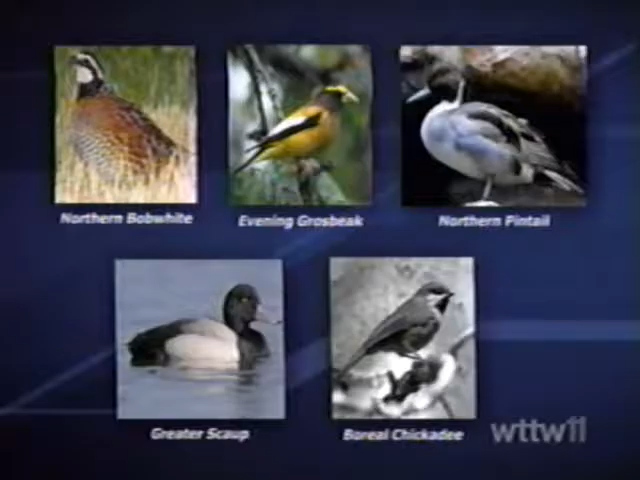 Northern Bobwhite
Evening Grosbeak
Northern Pintail
Greater Scaup
Boreal Chickadee
wttw11